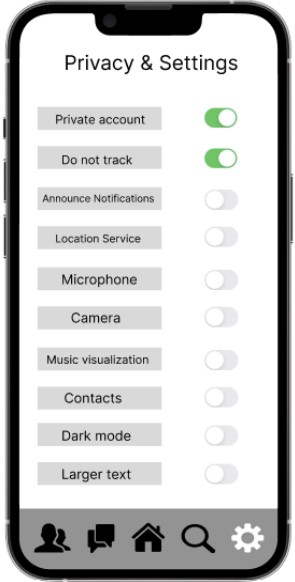 Privacy & Settings
Private account
Do not track
Announce Notifications
Location Service
Microphone
Camera
Music visualization
Contacts
Dark mode
Larger text